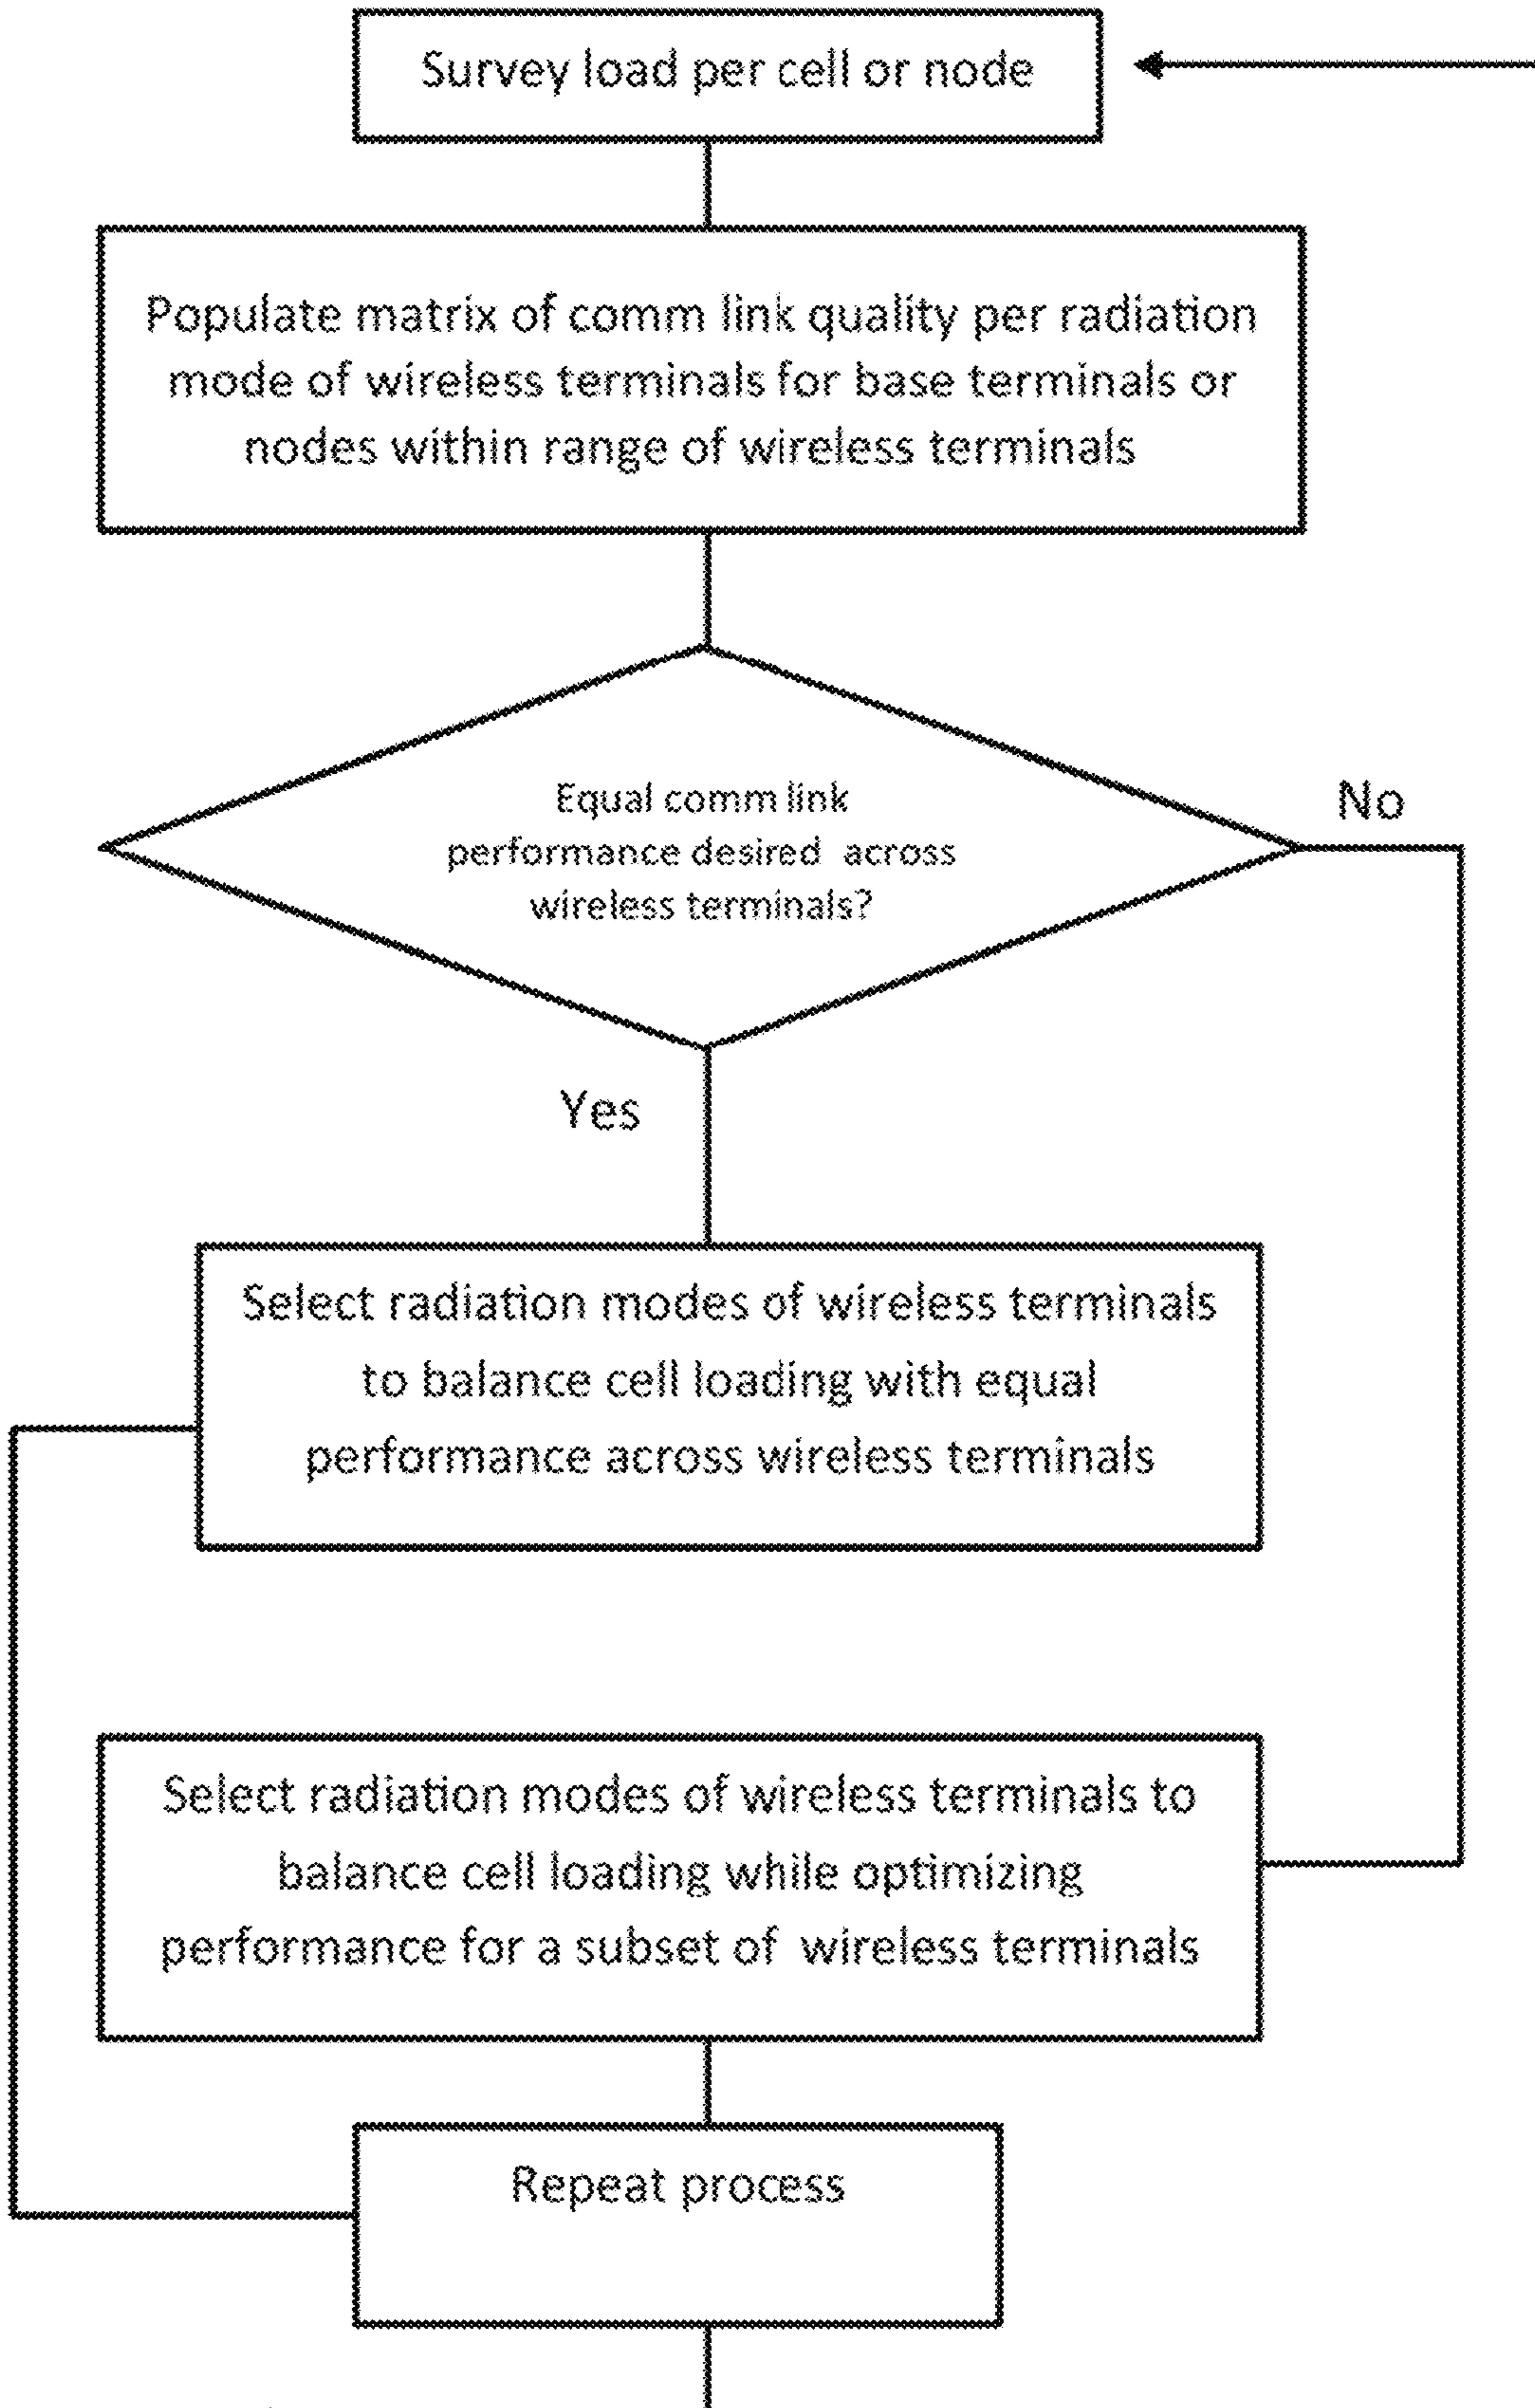 Survey load per cell or node
Populate matrix of comm link quality per radiation
mode of wireless terminals for base terminals or
nodes within range of wireless terminals
Equal comm link
performance desired across
wireless terminals?
No
Yes
Select radiation modes of wireless terminals
to balance cell loading with equal
performance across wireless terminals
Select radiation modes of wireless terminals to
balance cell loading while optimizing
performance for a subset of wireless terminals
Repeat process